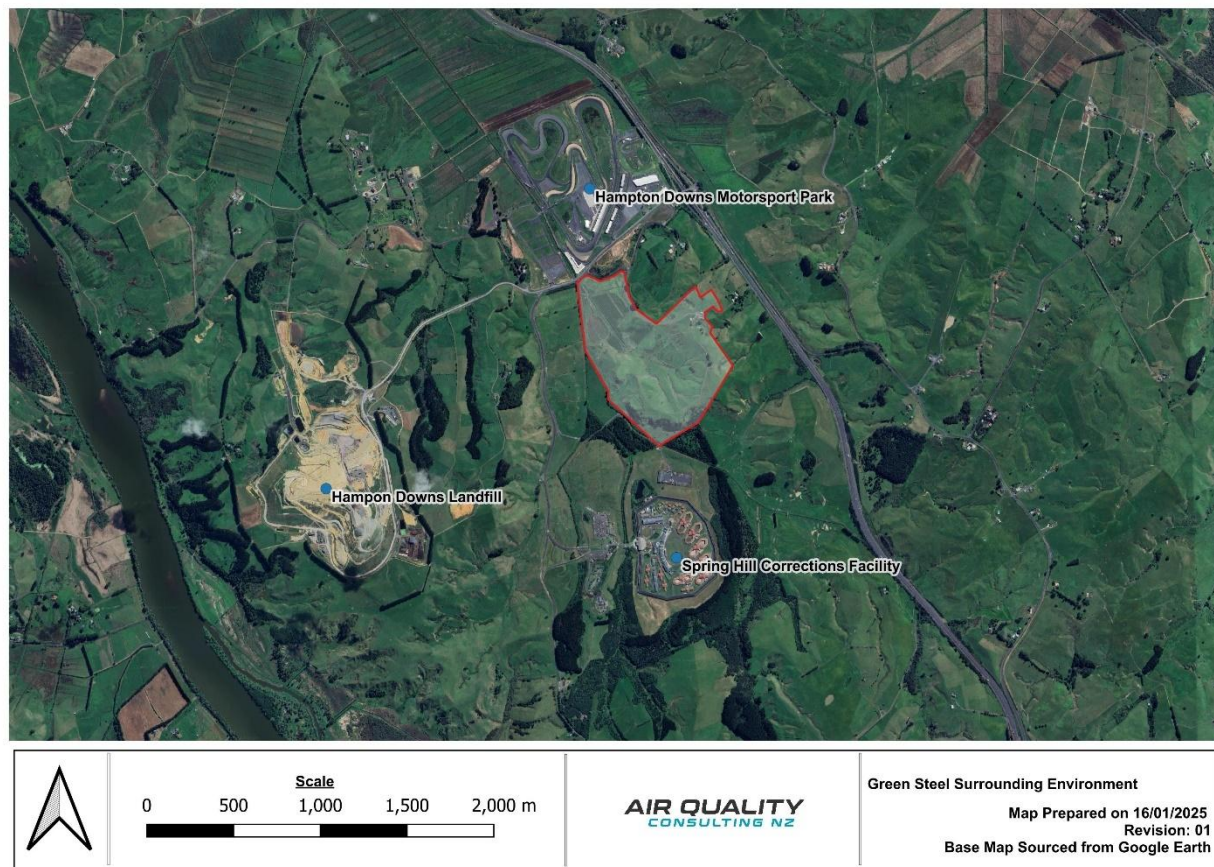 Hampton Downs Motorsport Park
Hampon Downs Landfill
Spring Hill Corrections Facility
Scale
0 500 1,000 1,500 2,000 m
AIR QUALITY
CONSULTING NZ
Green Steel Surrounding Environment
Map Prepared on 16/01/2025
Revision: 01
Base Map Sourced from Google Earth